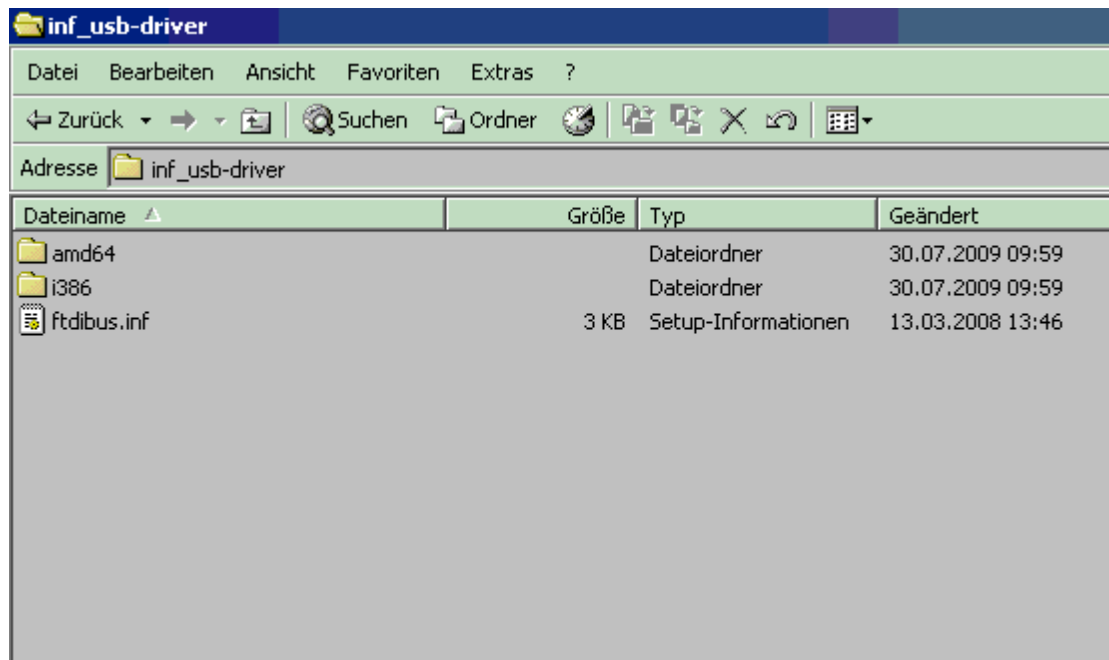 inf_usb-driver
Datei Bearbeiten Ansicht Favoriten Extras ?
Zurück Suchen Ordner
Adresse inf_usb-driver
Dateiname Größe Typ Geändert
amd64 Dateiordner 30.07.2009 09:59
i386 Dateiordner 30.07.2009 09:59
ftdibus.inf 3 KB Setup-Informationen 13.03.2008 13:46